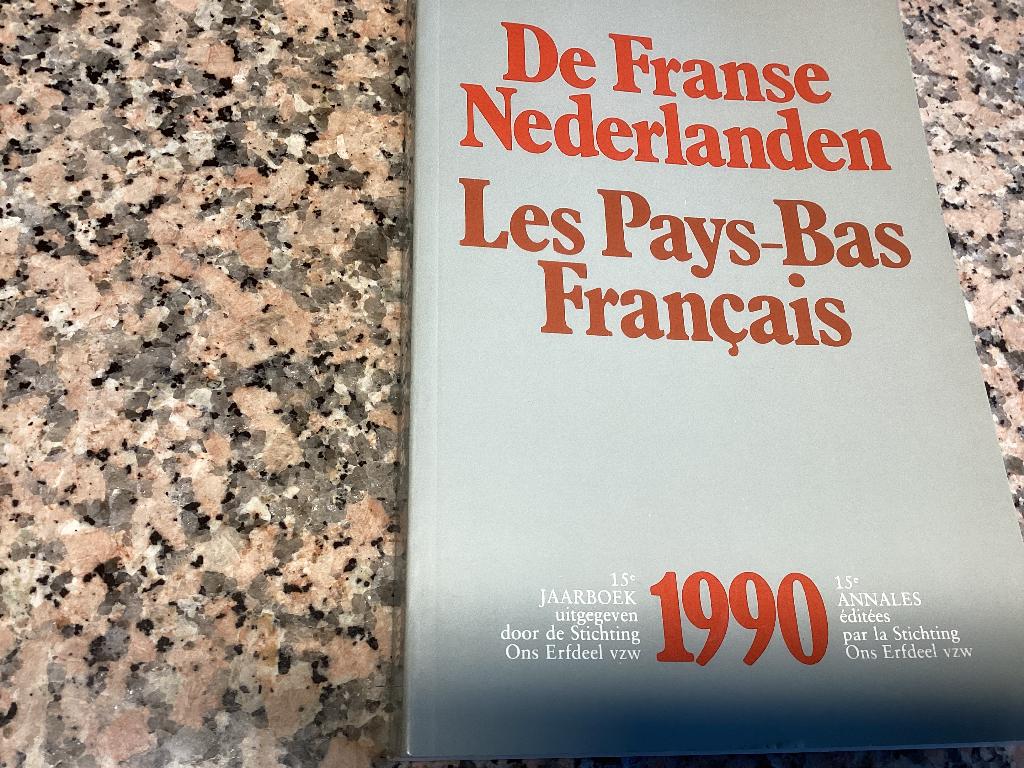 De Franse
Nederlanden
Les Pays-Bas
Français
15e
JAARBOEK
uitgegeven
door de Stichting
Ons Erfdeel vzw
1990
15e
ANNALES
éditées
par la Stichting
Ons Erfdeel vzw